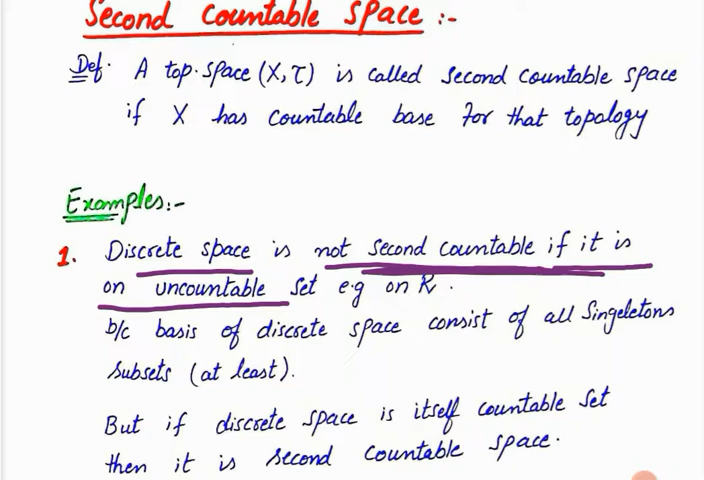 Second Countable Space :-
Def. A top. space (X, τ) is called second countable space
if X has countable base for that topology
Examples:-
1. Discrete space is not second countable if it is
on uncountable set e.g on R.
b/c basis of discrete space consist of all Singeletons
subsets (at least).
But if discrete space is itself countable set
then it is second countable space.